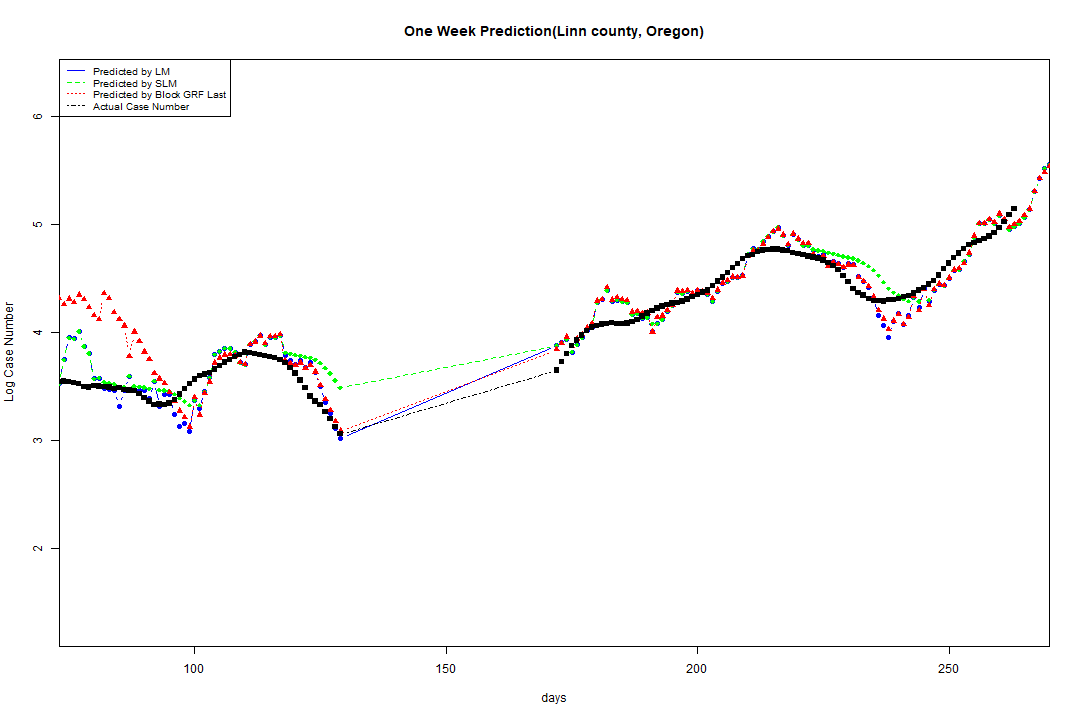 One Week Prediction(Linn county, Oregon)
Predicted by LM
Predicted by SLM
Predicted by Block GRF Last
Actual Case Number
6
5
4
3
2
Log Case Number
100
150
200
250
days